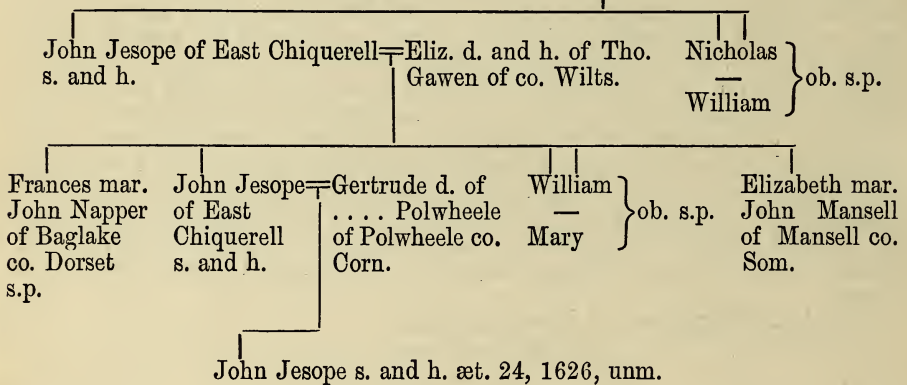 John Jesope of East Chiquerell=Eliz. d. and h. of Tho.
s. and h.
Gawen of co. Wilts.
Nicholas
—
William
ob. s.p.
Frances mar.
John Napper
of Baglake
co. Dorset
s.p.
John Jesope=Gertrude d. of
of East
Chiquerell
s. and h.
.... Polwheele
of Polwheele co.
Corn.
William
—
Mary
ob. s.p.
Elizabeth mar.
John Mansell
of Mansell co.
Som.
John Jesope s. and h. æt. 24, 1626, unm.